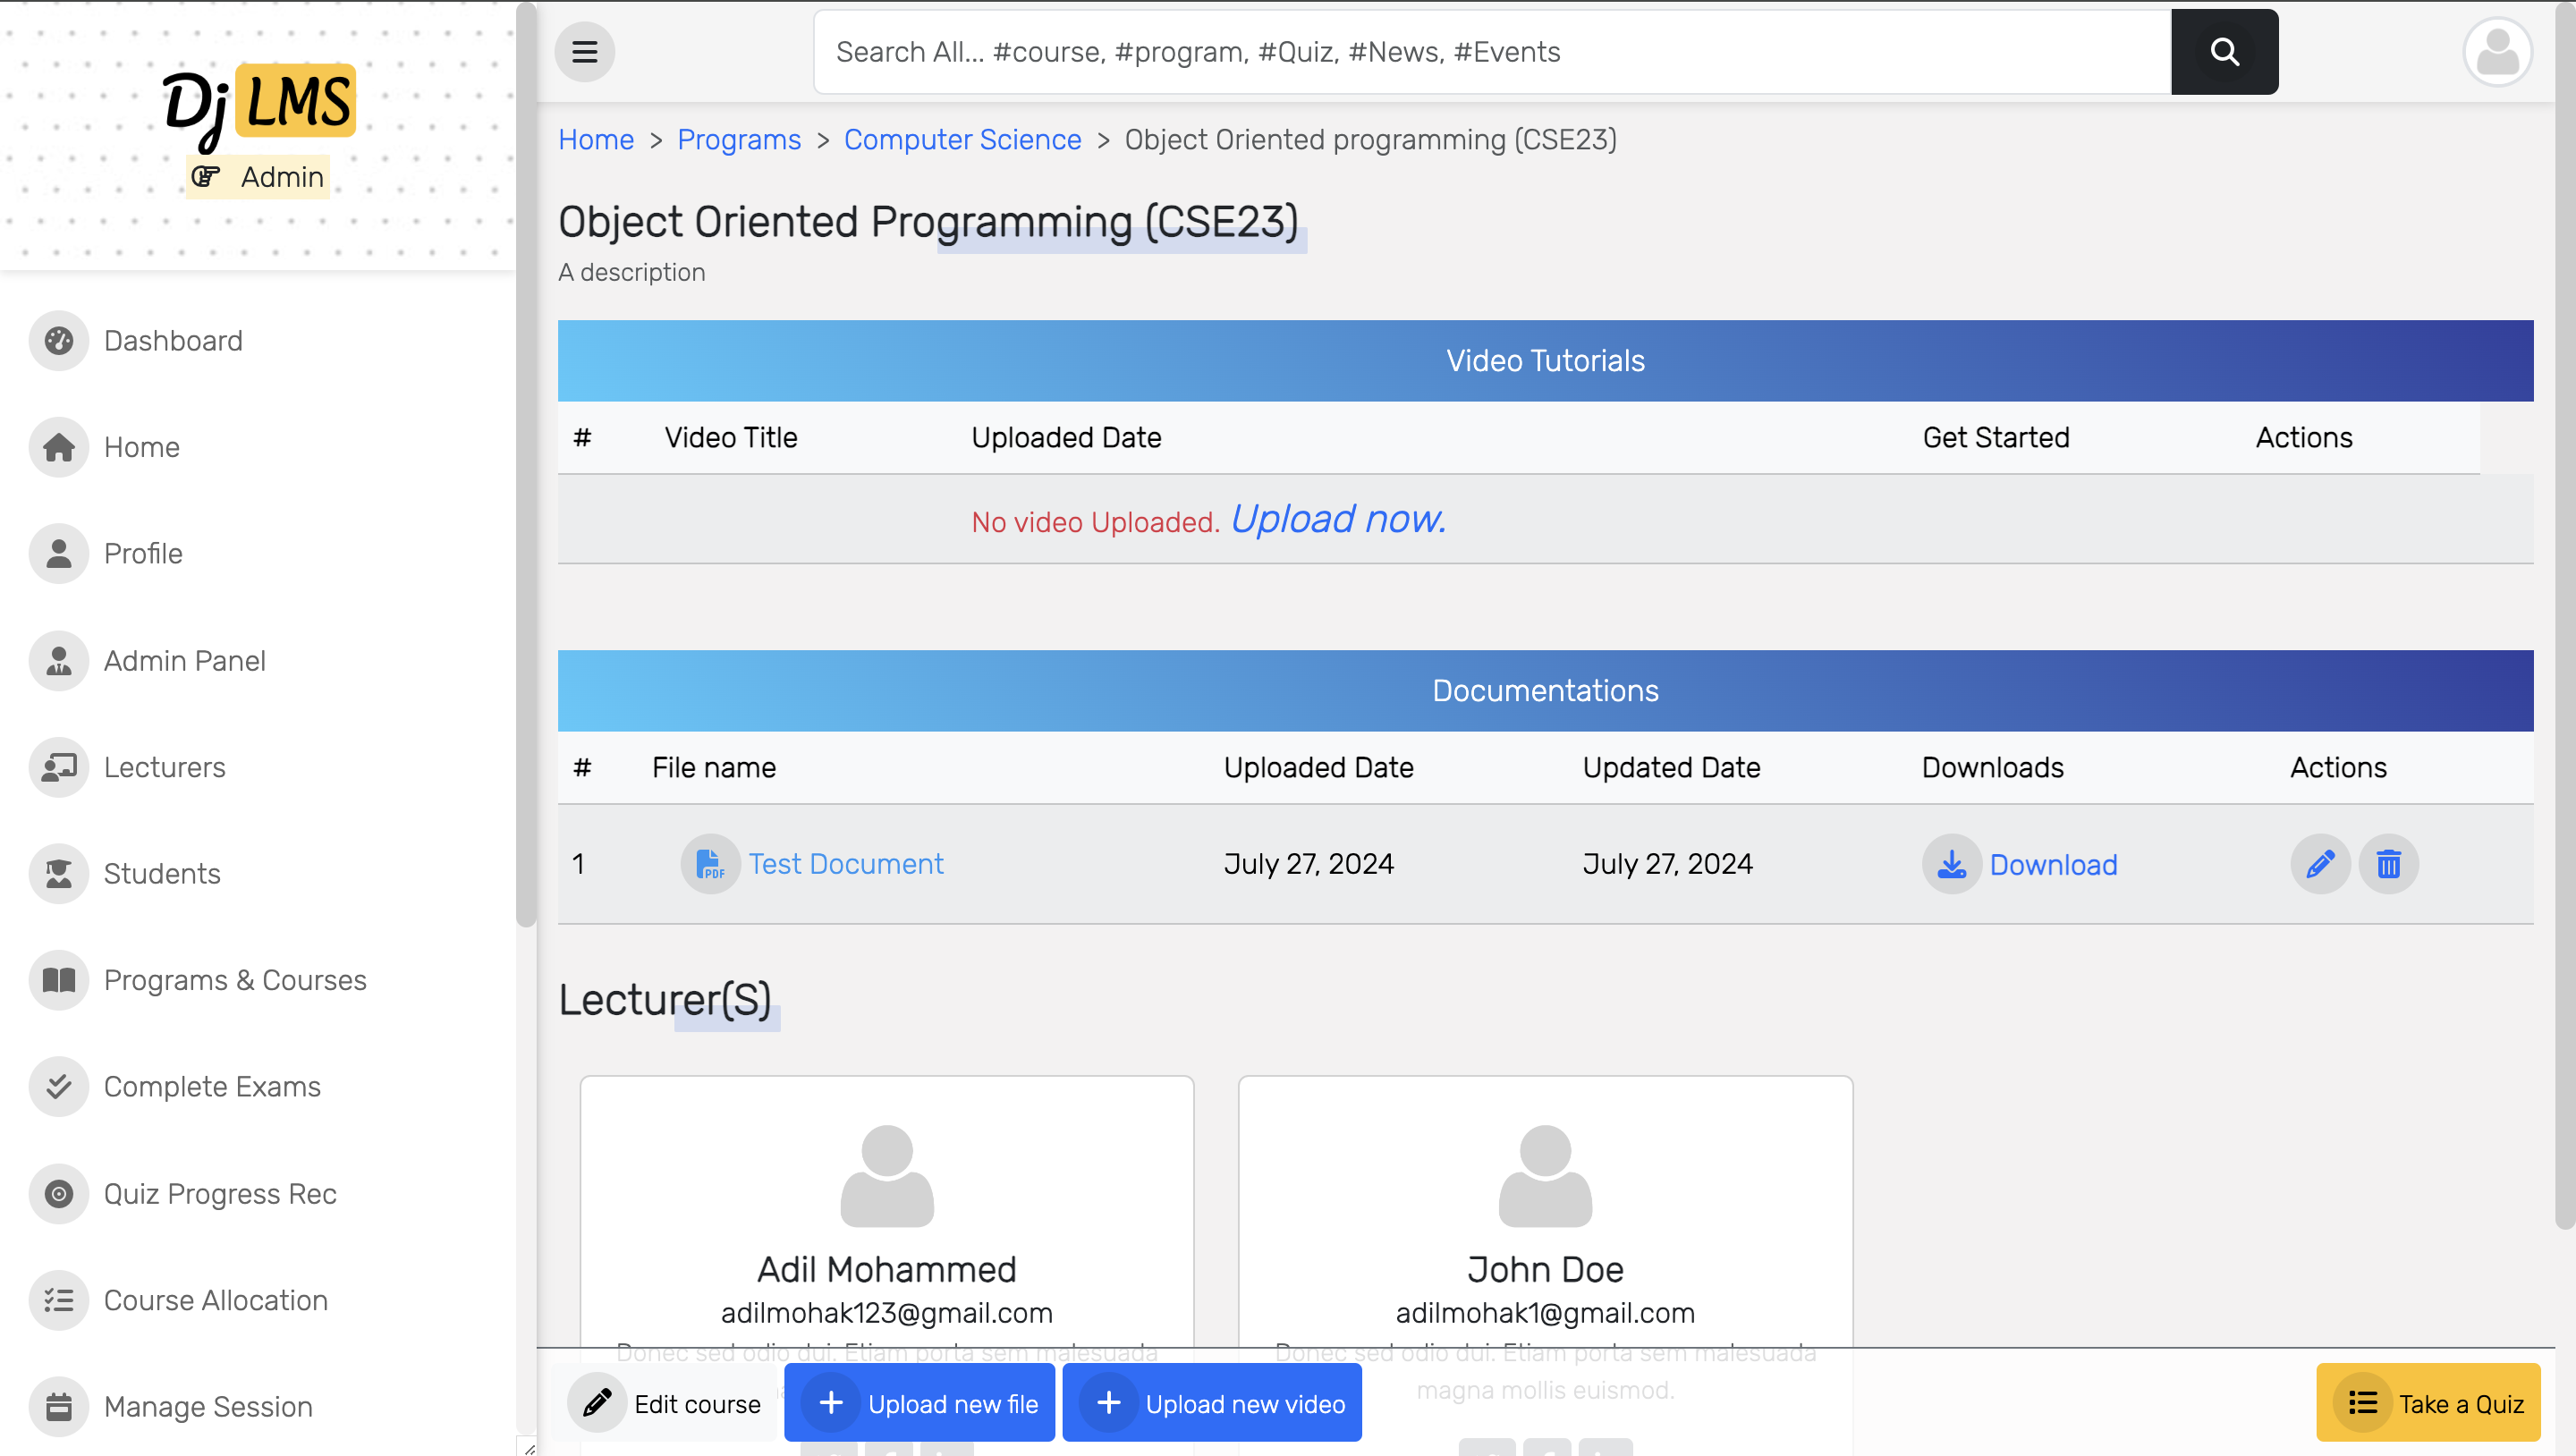 Dj LMS
Admin
Dashboard
Home
Profile
Admin Panel
Lecturers
Students
Programs & Courses
Complete Exams
Quiz Progress Rec
Course Allocation
Manage Session
Search All... #course, #program, #Quiz, #News, #Events
Home > Programs > Computer Science > Object Oriented programming (CSE23)
Object Oriented Programming (CSE23)
A description
Video Tutorials
# Video Title Uploaded Date Get Started Actions
No video Uploaded. Upload now.
Documentations
# File name Uploaded Date Updated Date Downloads Actions
1 PDF Test Document July 27, 2024 July 27, 2024 Download
Lecturer(S)
Adil Mohammed
adilmohak123@gmail.com
Donec sed odio dui. Etiam porta sem malesuada
John Doe
adilmohak1@gmail.com
Donec sed odio dui. Etiam porta sem malesuada
magna mollis euismod.
Edit course
Upload new file
Upload new video
Take a Quiz